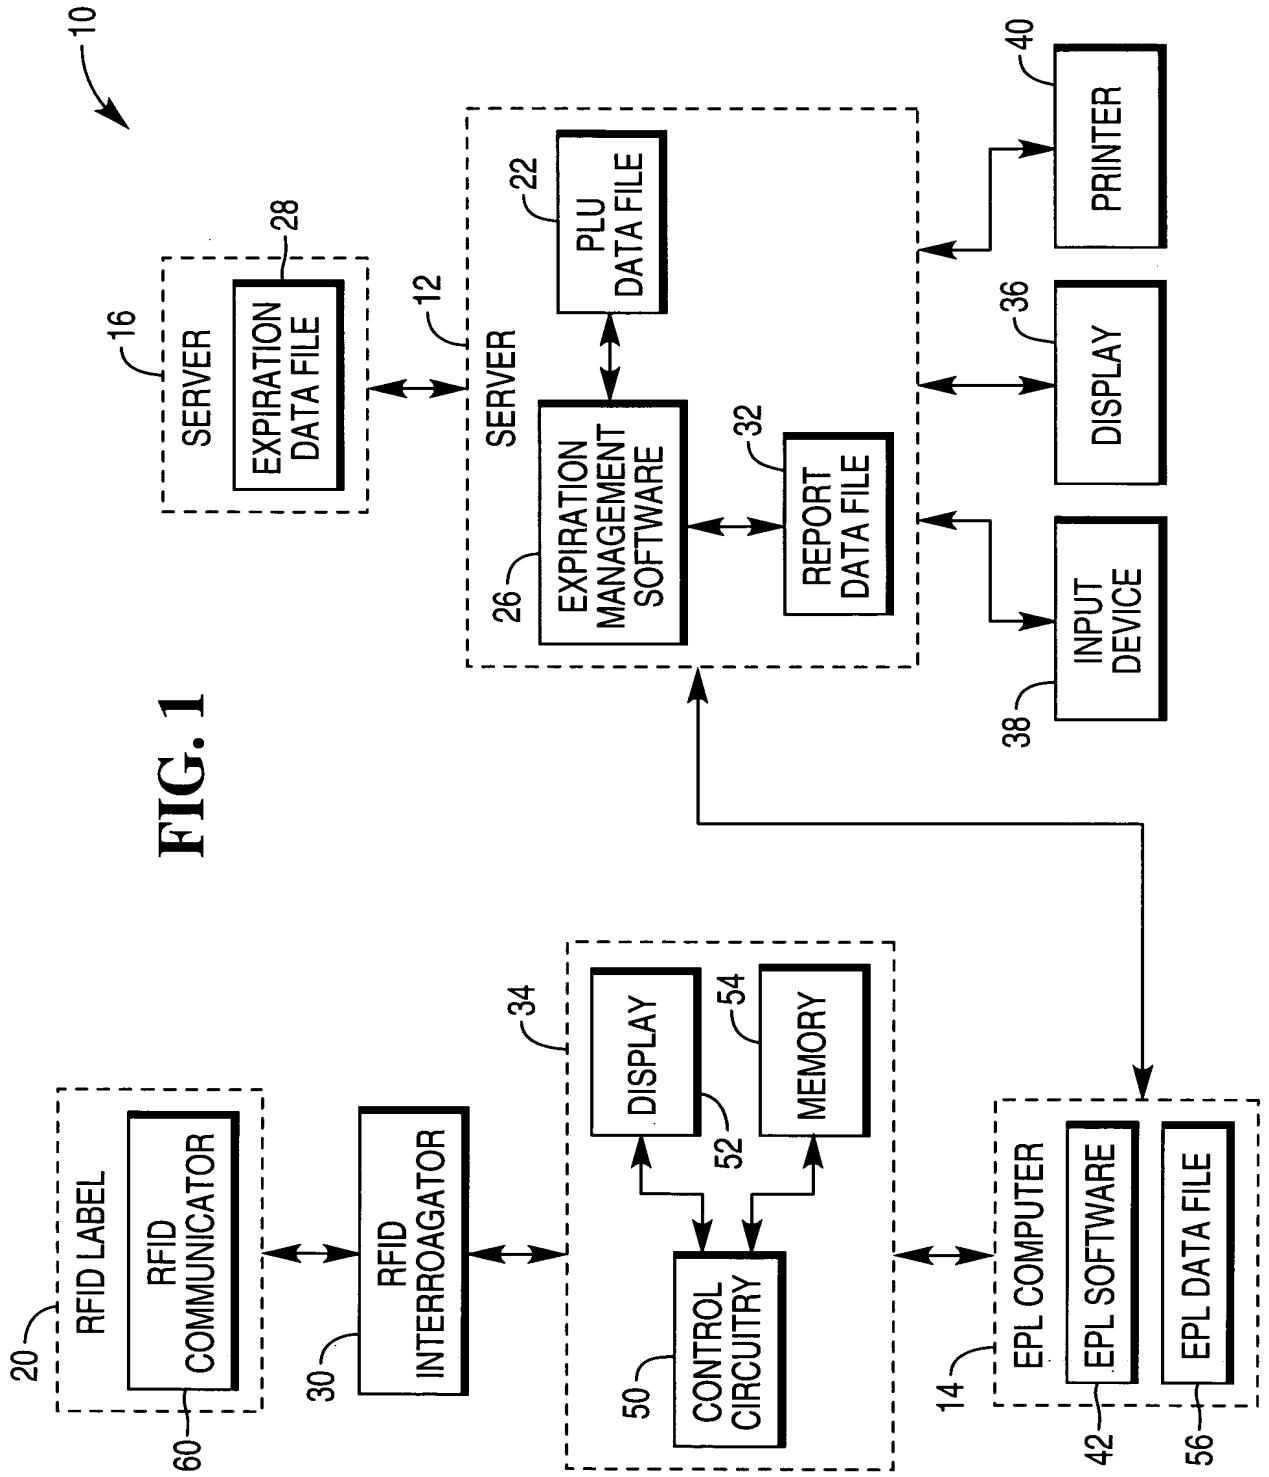 FIG. 1
10
20
RFID LABEL
RFID
COMMUNICATOR
60
30
RFID
INTERROAGATOR
34
DISPLAY
52
MEMORY
54
50
CONTROL
CIRCUITRY
14
EPL COMPUTER
EPL SOFTWARE
42
EPL DATA FILE
56
16
SERVER
EXPIRATION
DATA FILE
28
12
SERVER
26
EXPIRATION
MANAGEMENT
SOFTWARE
22
PLU
DATA FILE
32
REPORT
DATA FILE
38
INPUT
DEVICE
36
DISPLAY
40
PRINTER